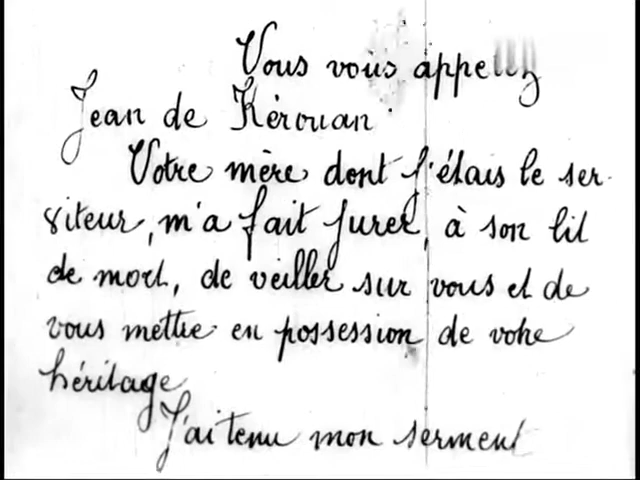 Vous vous appelez
Jean de Kérouan
Votre mère dont j'étais le ser-
viteur, m'a fait jurer, à son lit
de mort, de veiller sur vous et de
vous mettre en possession de votre
héritage
J'ai tenu mon serment